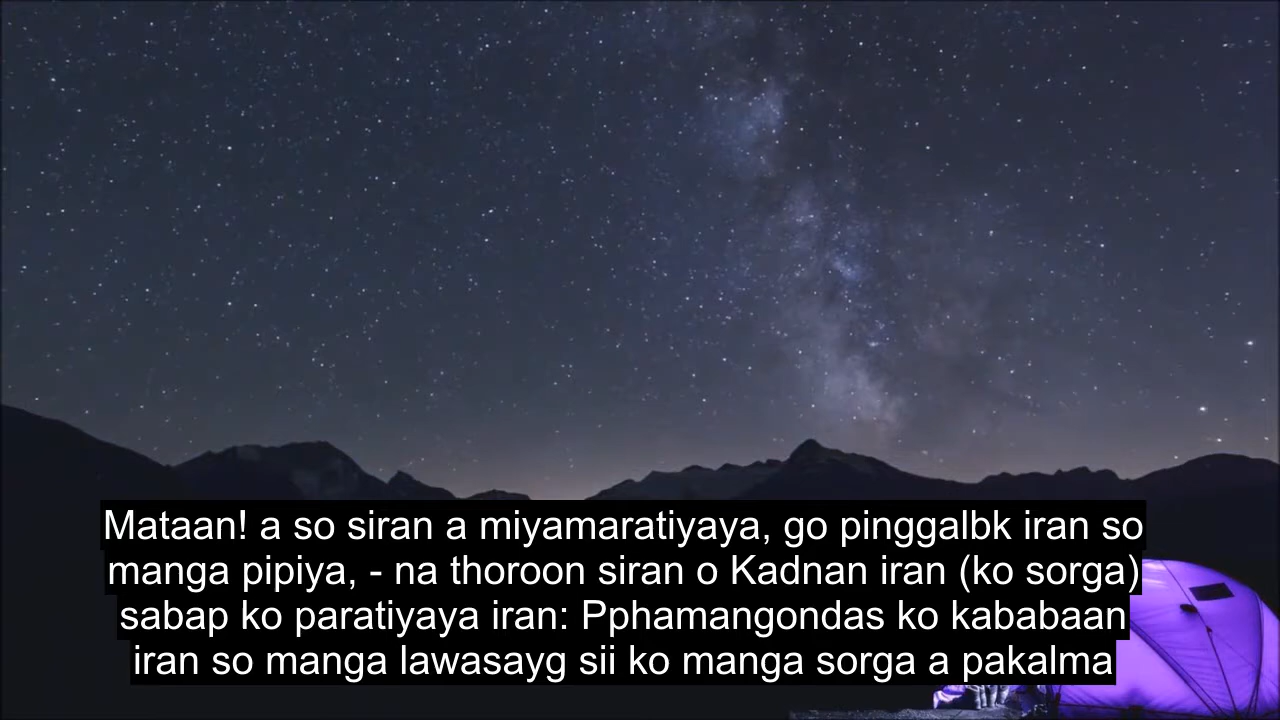 Mataan! a so siran a miyamaratiyaya, go pinggalbk iran so
manga pipiya, - na thoroon siran o Kadnan iran (ko sorga)
sabap ko paratiyaya iran: Pphamangondas ko kababaan
iran so manga lawasayg sii ko manga sorga a pakalma